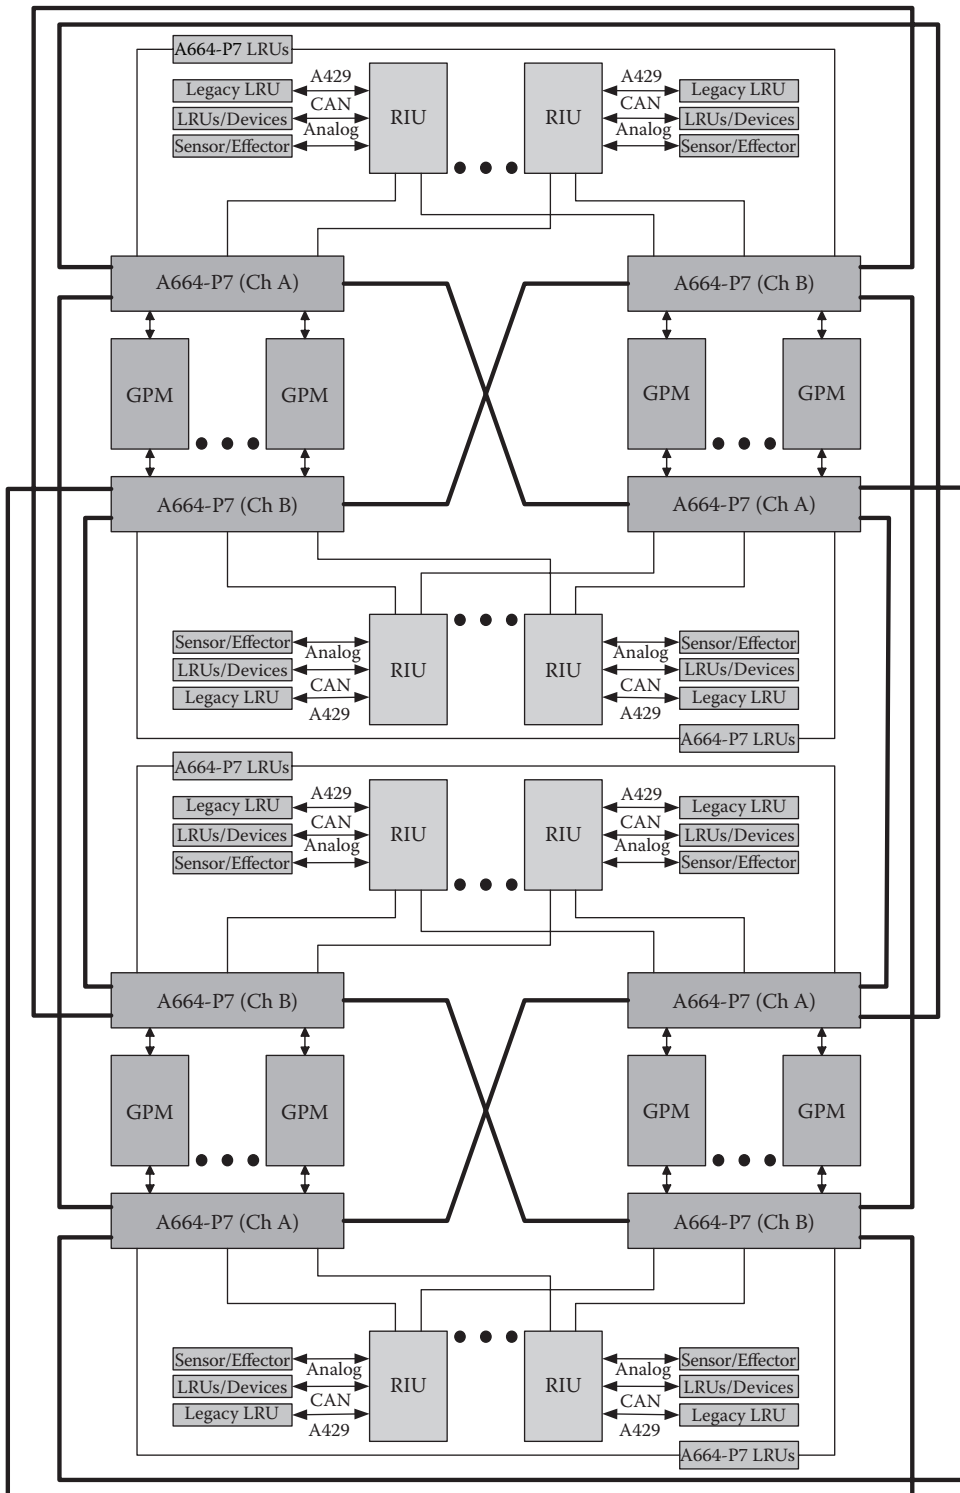 A664-P7 LRUs
Legacy LRU
A429
RIU
RIU
A429
Legacy LRU
LRUs/Devices
CAN
CAN
LRUs/Devices
Sensor/Effector
Analog
Analog
Sensor/Effector
A664-P7 (Ch A)
A664-P7 (Ch B)
GPM
GPM
GPM
GPM
A664-P7 (Ch B)
A664-P7 (Ch A)
Sensor/Effector
Analog
RIU
RIU
Analog
Sensor/Effector
LRUs/Devices
CAN
CAN
LRUs/Devices
Legacy LRU
A429
A429
Legacy LRU
A664-P7 LRUs
A664-P7 LRUs
Legacy LRU
A429
RIU
RIU
A429
Legacy LRU
LRUs/Devices
CAN
CAN
LRUs/Devices
Sensor/Effector
Analog
Analog
Sensor/Effector
A664-P7 (Ch B)
A664-P7 (Ch A)
GPM
GPM
GPM
GPM
A664-P7 (Ch A)
A664-P7 (Ch B)
Sensor/Effector
Analog
RIU
RIU
Analog
Sensor/Effector
LRUs/Devices
CAN
CAN
LRUs/Devices
Legacy LRU
A429
A429
Legacy LRU
A664-P7 LRUs